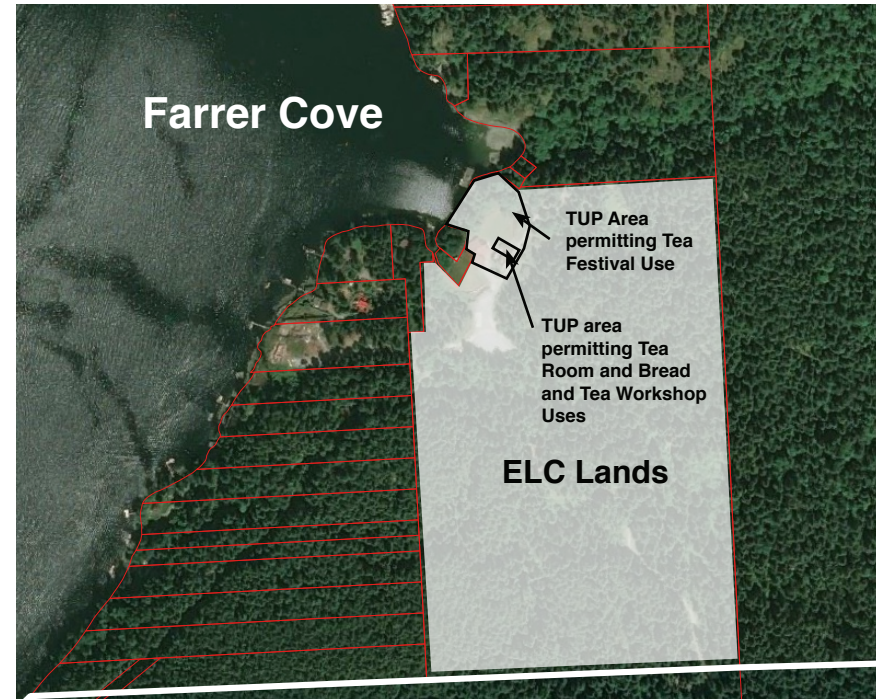 Farrer Cove
TUP Area
permitting Tea
Festival Use
TUP area
permitting Tea
Room and Bread
and Tea Workshop
Uses
ELC Lands